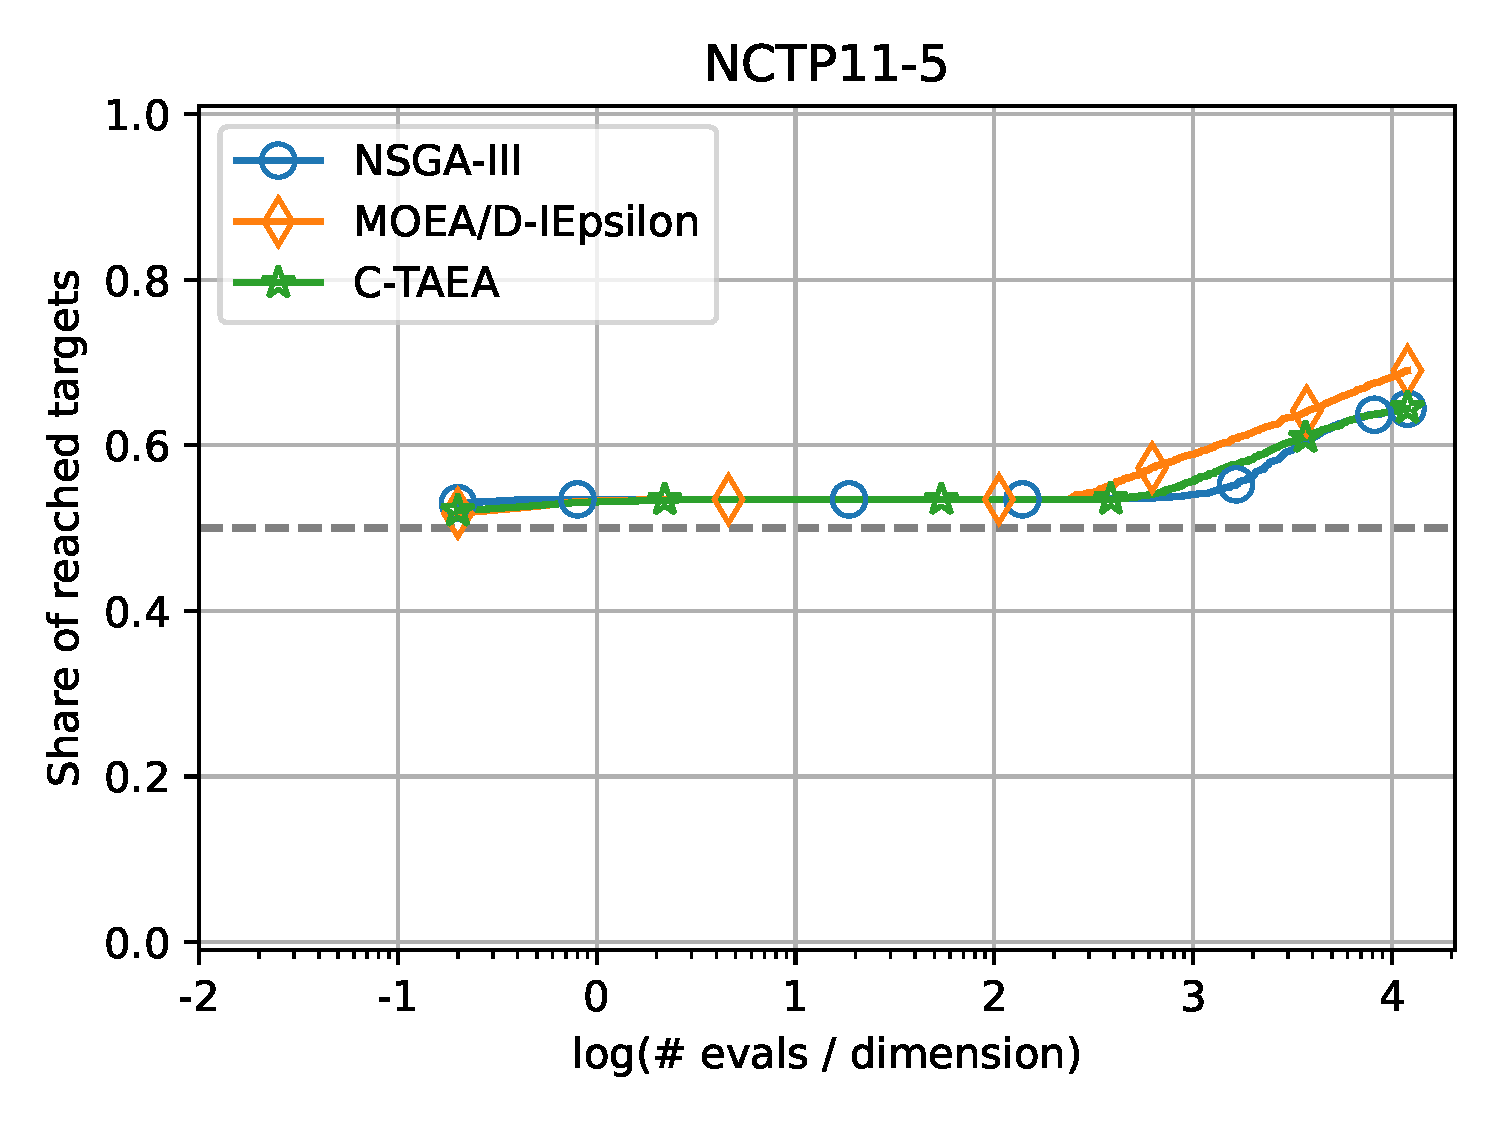 NCTP11-5
NSGA-III
MOEA/D-IEpsilon
C-TAEA
Share of reached targets
1.0
0.8
0.6
0.4
0.2
0.0
-2 -1 0 1 2 3 4
log(# evals / dimension)